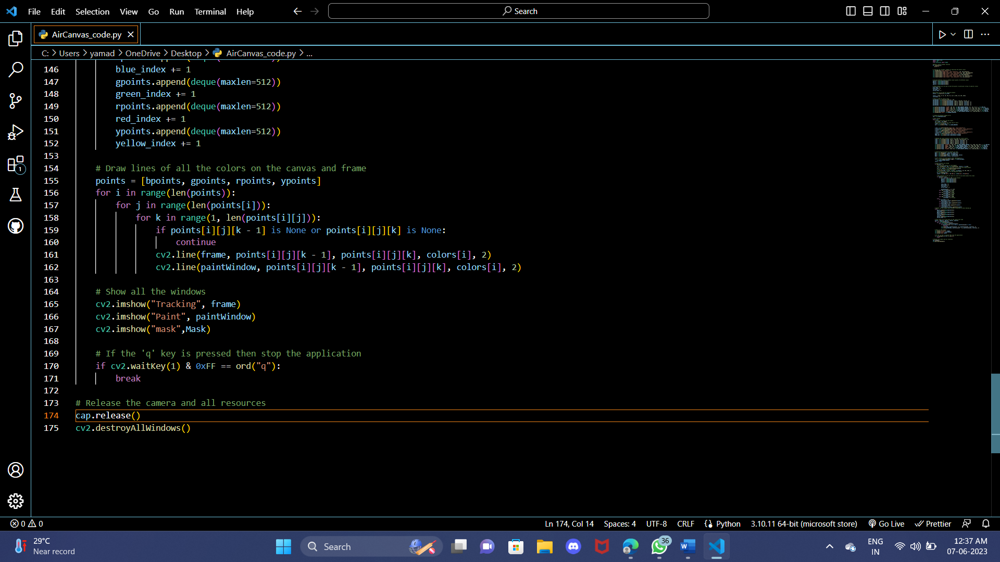 File Edit Selection View Go Run Terminal Help Search
AirCanvas_code.py
C: > Users > yamad > OneDrive > Desktop > AirCanvas_code.py > ...
146 blue_index += 1
147 gpoints.append(deque(maxlen=512))
148 green_index += 1
149 rpoints.append(deque(maxlen=512))
150 red_index += 1
151 ypoints.append(deque(maxlen=512))
152 yellow_index += 1
153
154 # Draw lines of all the colors on the canvas and frame
155 points = [bpoints, gpoints, rpoints, ypoints]
156 for i in range(len(points)):
157 for j in range(len(points[i])):
158 for k in range(1, len(points[i][j])):
159 if points[i][j][k - 1] is None or points[i][j][k] is None:
160 continue
161 cv2.line(frame, points[i][j][k - 1], points[i][j][k], colors[i], 2)
162 cv2.line(paintWindow, points[i][j][k - 1], points[i][j][k], colors[i], 2)
163
164 # Show all the windows
165 cv2.imshow("Tracking", frame)
166 cv2.imshow("Paint", paintWindow)
167 cv2.imshow("mask",Mask)
168
169 # If the 'q' key is pressed then stop the application
170 if cv2.waitKey(1) & 0xFF == ord("q"):
171 break
172
173 # Release the camera and all resources
174 cap.release()
175 cv2.destroyAllWindows()
1
0 0 Ln 174, Col 14 Spaces: 4 UTF-8 CRLF Python 3.10.11 64-bit (microsoft store) Go Live Prettier
29°C
Near record
Search
36
ENG
IN
12:37 AM
07-06-2023